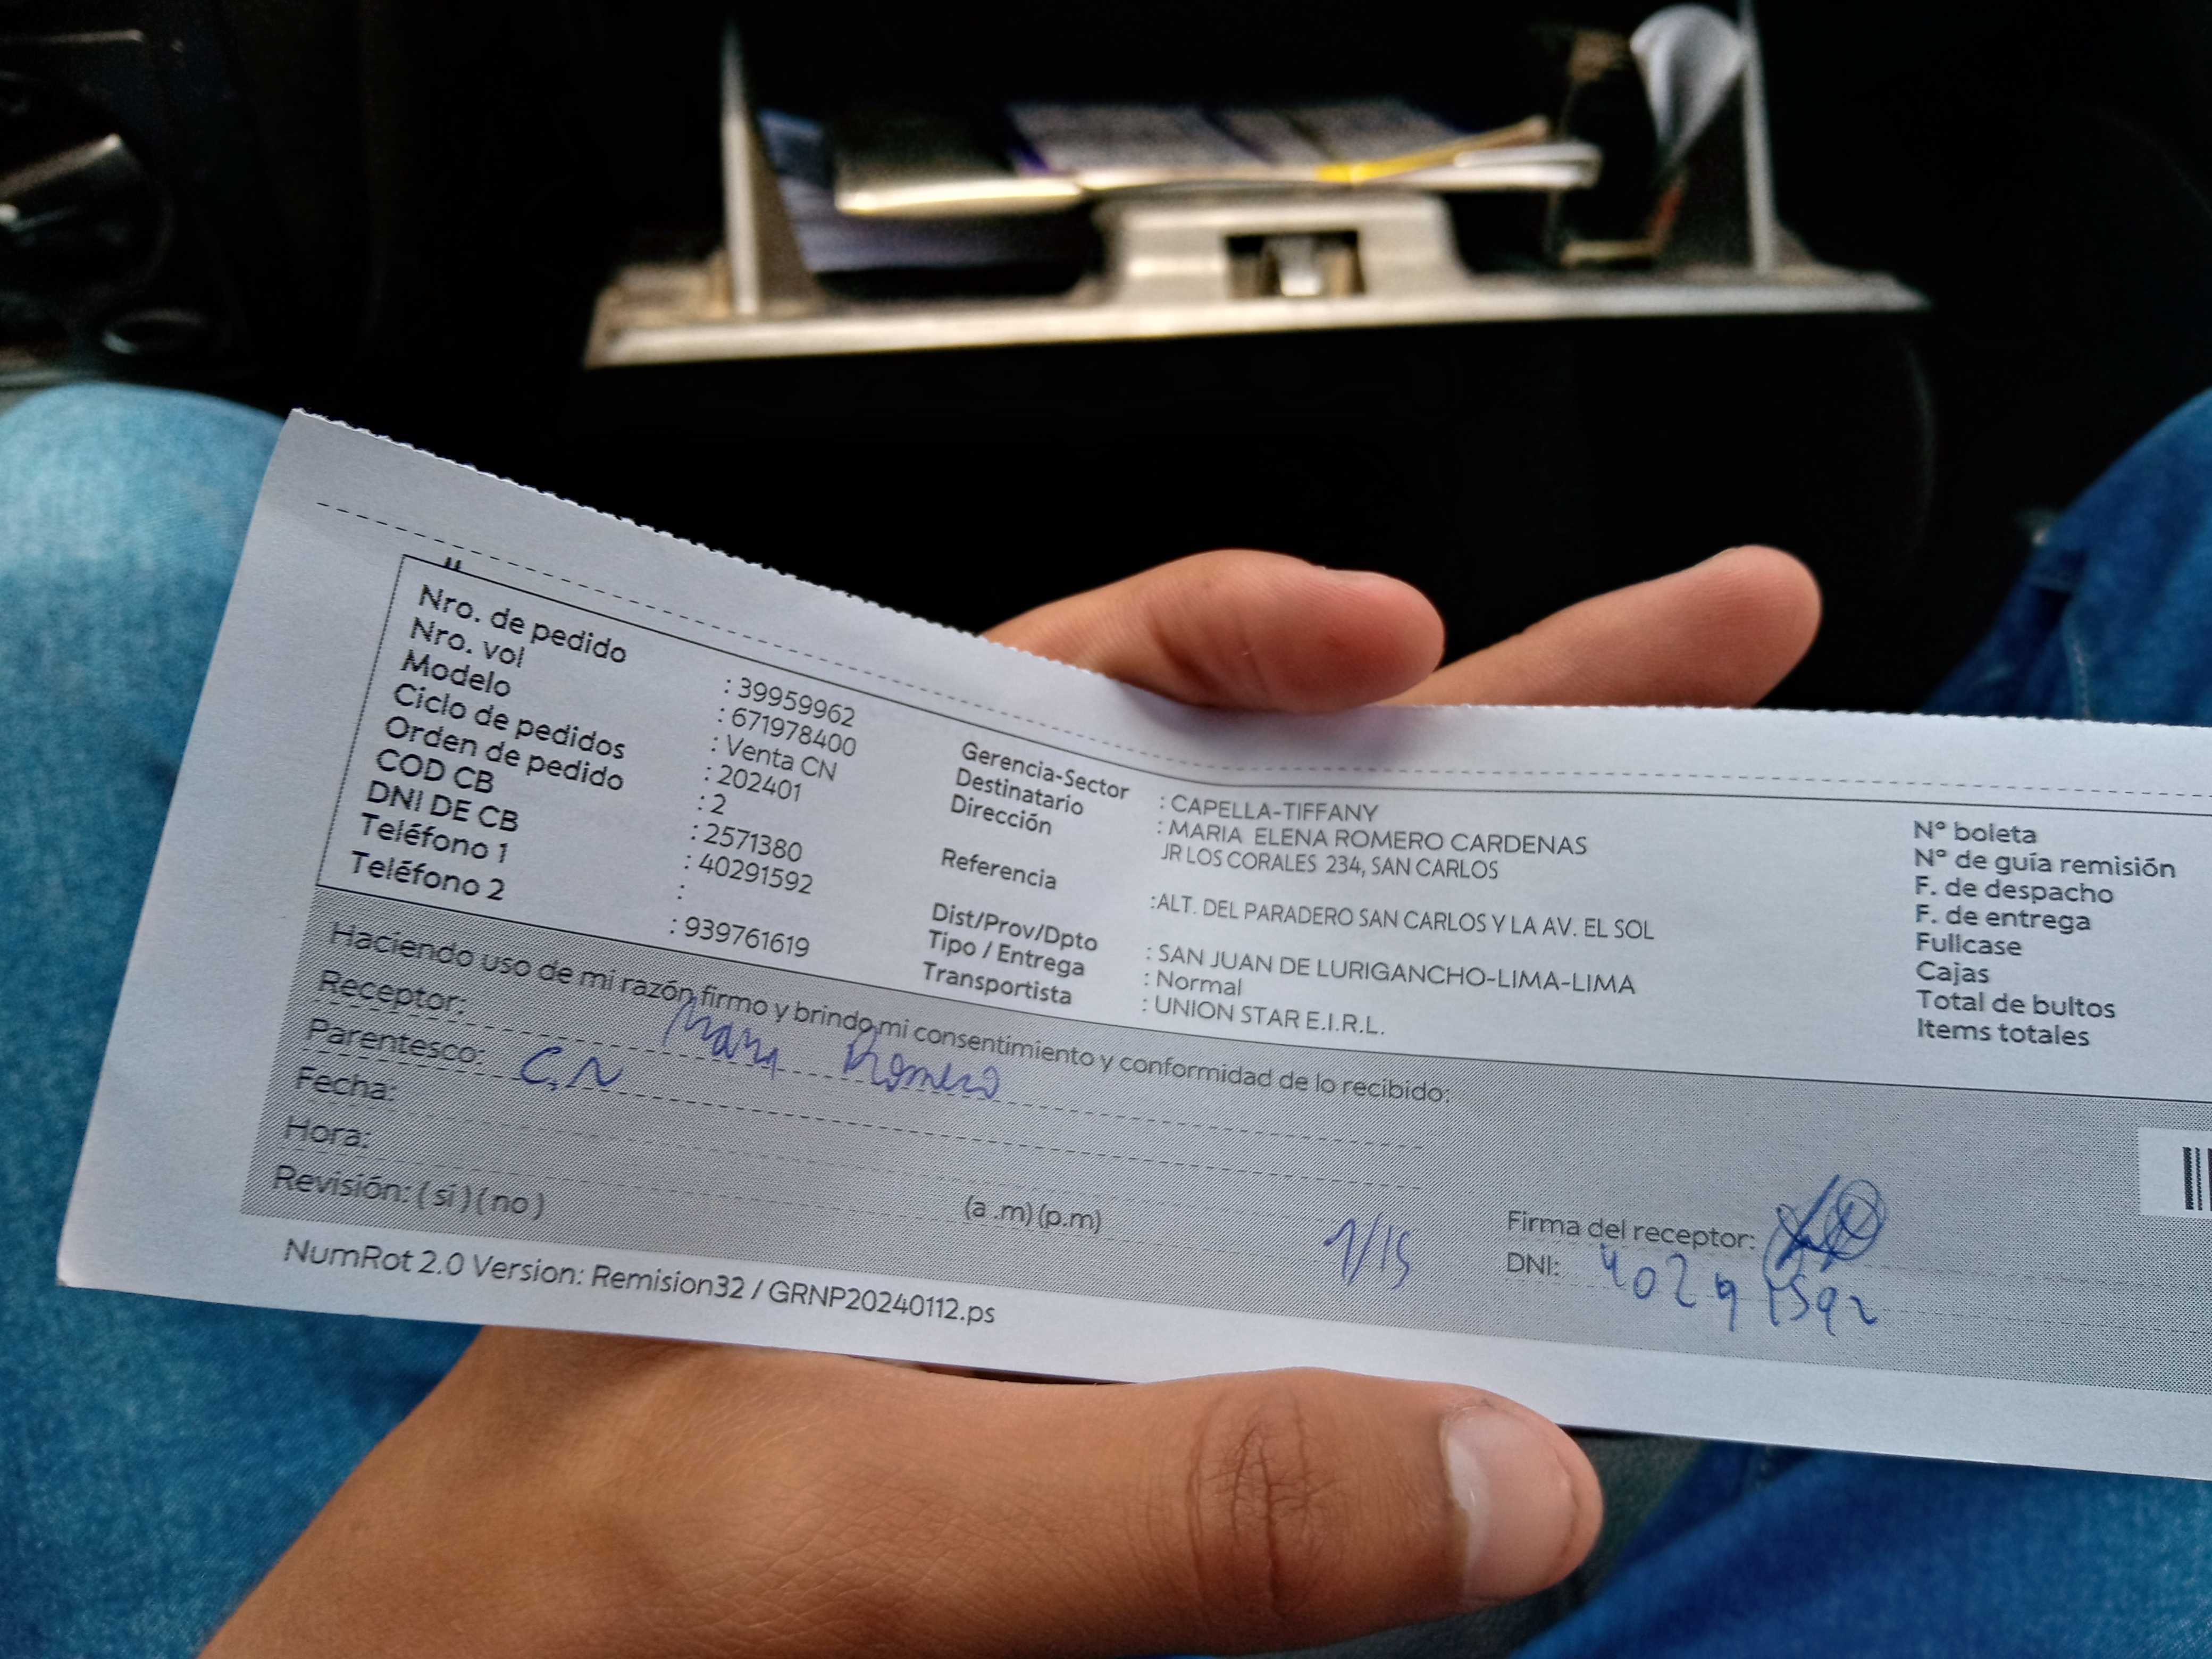 Nro. de pedido : 39959962
Nro. vol : 671978400
Modelo : Venta CN
Ciclo de pedidos : 202401
Orden de pedido : 2
COD CB : 2571380
DNI DE CB : 40291592
Teléfono 1 :
Teléfono 2 : 939761619
Gerencia-Sector : CAPELLA-TIFFANY
Destinatario : MARIA ELENA ROMERO CARDENAS
Dirección JR LOS CORALES 234, SAN CARLOS
Referencia :ALT. DEL PARADERO SAN CARLOS Y LA AV. EL SOL
Dist/Prov/Dpto : SAN JUAN DE LURIGANCHO-LIMA-LIMA
Tipo / Entrega : Normal
Transportista : UNION STAR E.I.R.L.
N° boleta
N° de guía remisión
F. de despacho
F. de entrega
Fullcase
Cajas
Total de bultos
Items totales
Haciendo uso de mi razón firmo y brindo mi consentimiento y conformidad de lo recibido:
Receptor: Maria Romero
Parentesco: C.N
Fecha:
Hora: (a .m) (p.m)
Revisión: ( si ) ( no )
1/15
Firma del receptor:
DNI: 40291592
NumRot 2.0 Version: Remision32 / GRNP20240112.ps